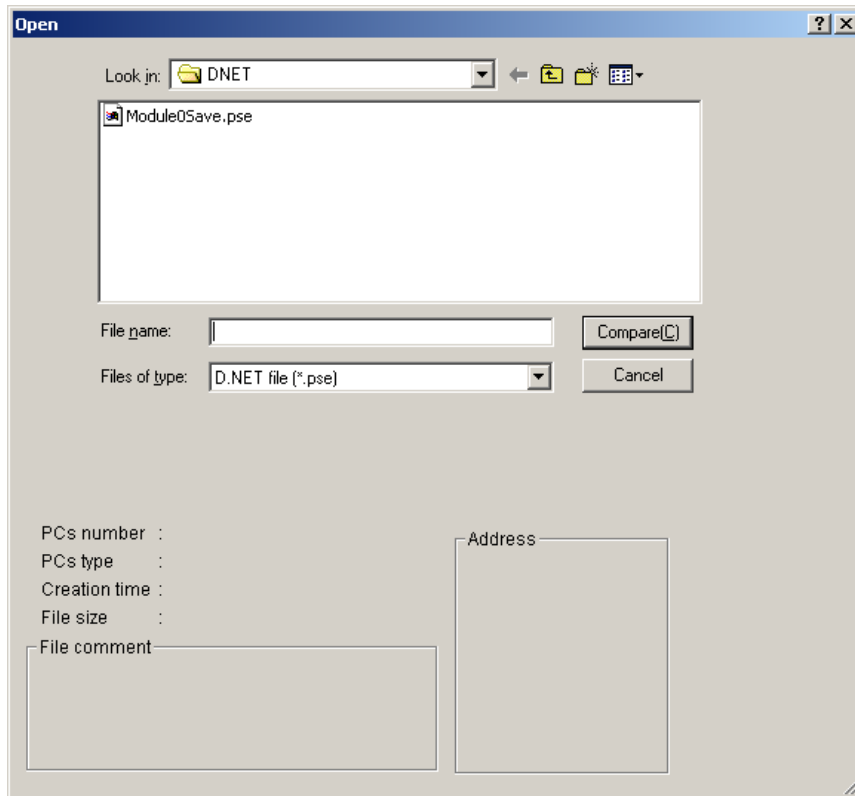 Open
Look in: DNET
Module0Save.pse
File name:
Compare(C)
Files of type: D.NET file (*.pse)
Cancel
PCs number :
PCs type :
Creation time :
File size :
File comment
Address